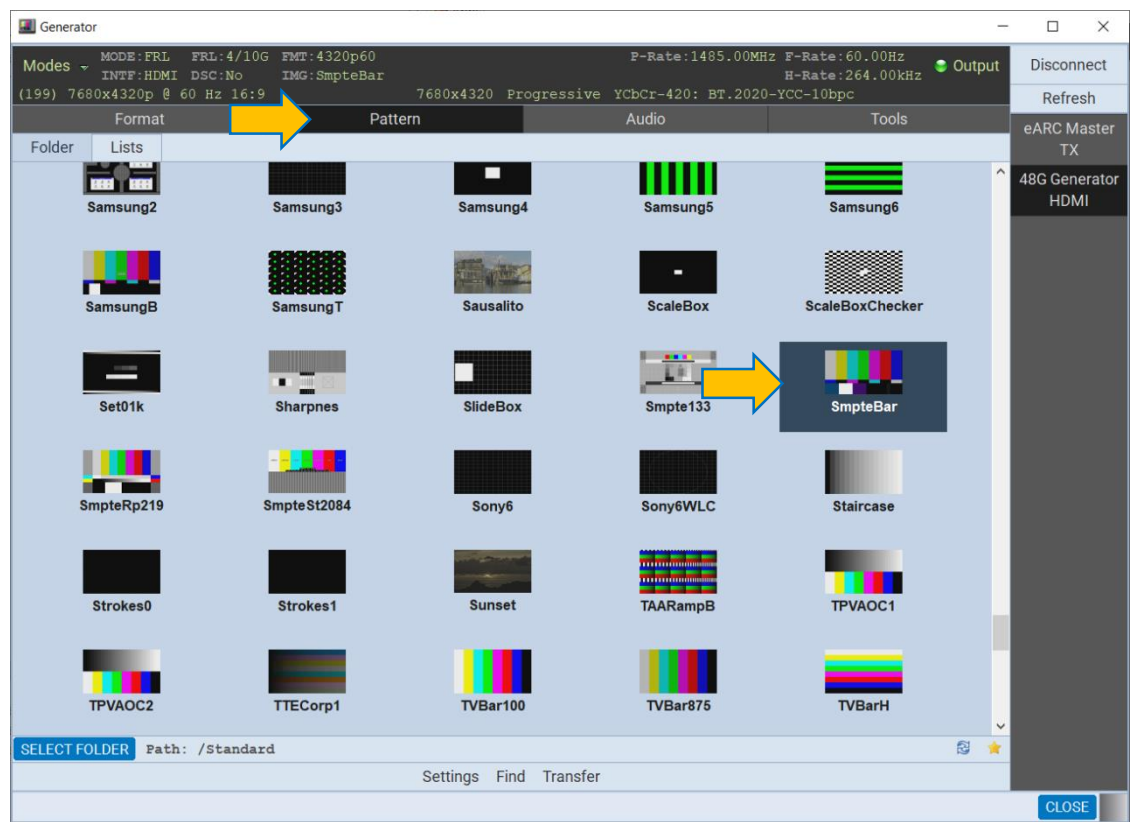 Generator
Modes MODE:FRL FRL:4/10G FMT:4320p60 P-Rate:1485.00MHz F-Rate:60.00Hz Output
INTF:HDMI DSC:No IMG:SmpteBar H-Rate:264.00kHz
(199) 7680x4320p @ 60 Hz 16:9 7680x4320 Progressive YCbCr-420: BT.2020-YCC-10bpc
Disconnect
Refresh
Format Pattern Audio Tools
eARC Master
TX
48G Generator
HDMI
Folder Lists
Samsung2 Samsung3 Samsung4 Samsung5 Samsung6
SamsungB SamsungT Sausalito ScaleBox ScaleBoxChecker
Set01k Sharpnes SlideBox Smpte133 SmpteBar
SmpteRp219 SmpteSt2084 Sony6 Sony6WLC Staircase
Strokes0 Strokes1 Sunset TAARampB TPVAOC1
TPVAOC2 TTECorp1 TVBar100 TVBar875 TVBarH
SELECT FOLDER Path: /Standard
Settings Find Transfer
CLOSE